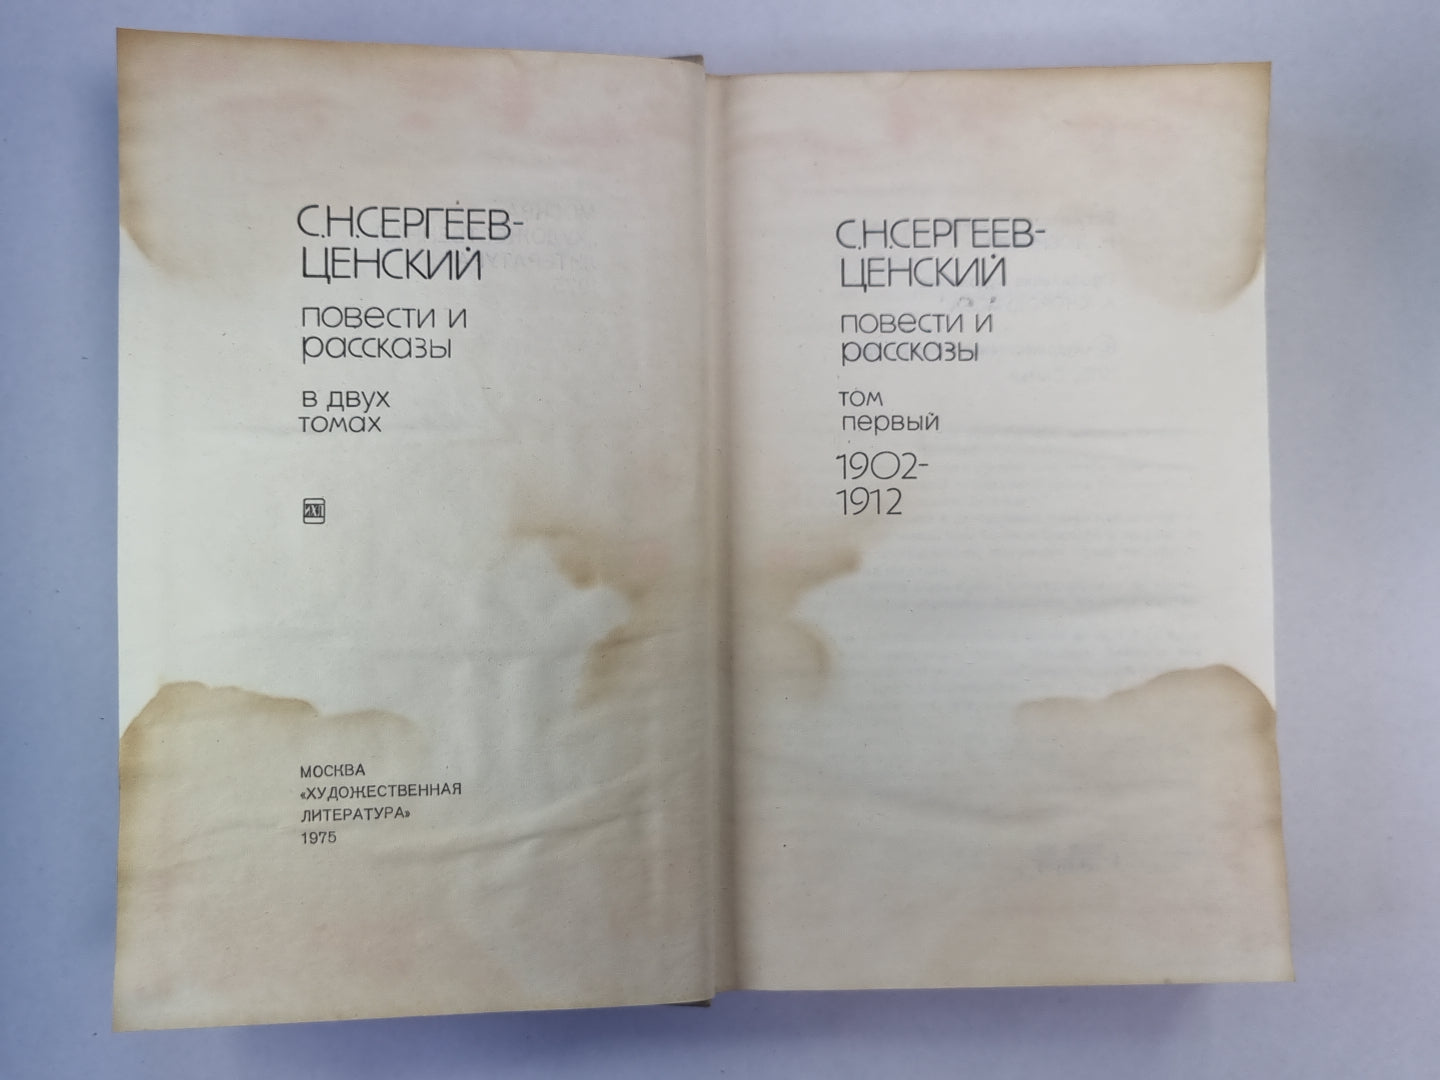 С.Н.СЕРГЕЕВ-
ЦЕНСКИЙ
повести и
рассказы
в двух
томах
МОСКВА
«ХУДОЖЕСТВЕННАЯ
ЛИТЕРАТУРА»
1975
С.Н.СЕРГЕЕВ-
ЦЕНСКИЙ
повести и
рассказы
том
первый
1902-
1912